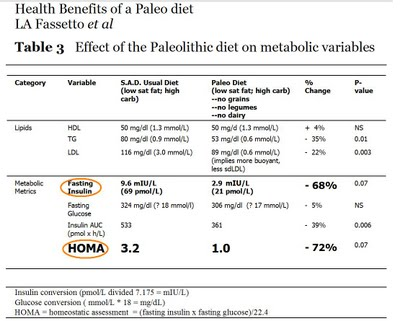 Health Benefits of a Paleo diet
LA Fassetto et al
Table 3 Effect of the Paleolithic diet on metabolic variables
Category Variable S.A.D. Usual Diet (low sat fat; high carb) Paleo Diet (low sat fat; high carb) --no grains --no legumes --no dairy % Change P-value
Lipids HDL 50 mg/dl (1.3 mmol/L) 50 mg/d (1.3 mmol/L) + 4% NS
TG 80 mg/dl (0.9 mmol/L) 53 mg/dl (0.6 mmol/L) - 35% 0.01
LDL 116 mg/dl (3.0 mmol/L) 89 mg/dl (0.6 mmol/L) (implies more buoyant, less sdLDL) - 22% 0.003
Metabolic Metrics Fasting Insulin 9.6 mIU/L (69 pmol/L) 2.9 mIU/L (21 pmol/L) - 68% 0.07
Fasting Glucose 324 mg/dl (? 18 mmol/l) 306 mg/dl (? 17 mmol/L) - 5% NS
Insulin AUC (pmol x h/L) 533 361 - 39% 0.006
HOMA 3.2 1.0 - 72% 0.07
Insulin conversion (pmol/L divided 7.175 = mIU/L)
Glucose conversion ( mmol/L * 18 = mg/dL)
HOMA = homeostatic assessment = (fasting insulin x fasting glucose)/22.4